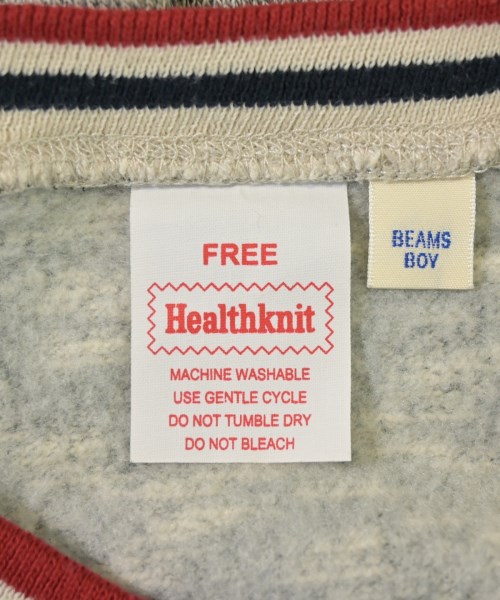 FREE
Healthknit
MACHINE WASHABLE
USE GENTLE CYCLE
DO NOT TUMBLE DRY
DO NOT BLEACH
BEAMS
BOY